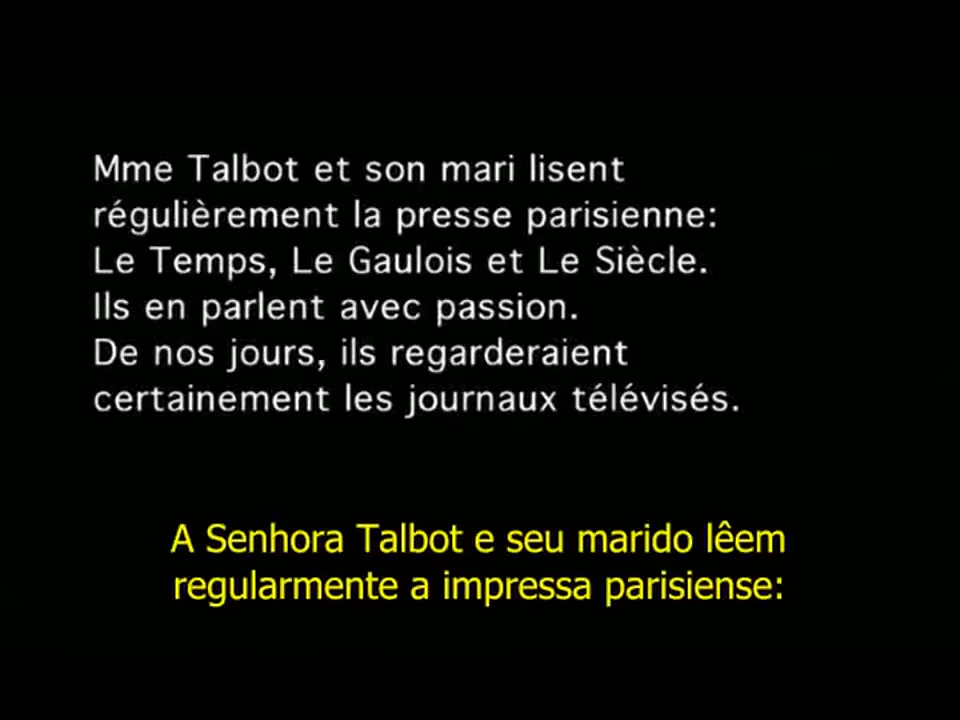 Mme Talbot et son mari lisent
régulièrement la presse parisienne:
Le Temps, Le Gaulois et Le Siècle.
Ils en parlent avec passion.
De nos jours, ils regarderaient
certainement les journaux télévisés.
A Senhora Talbot e seu marido lêem
regularmente a impressa parisiense: